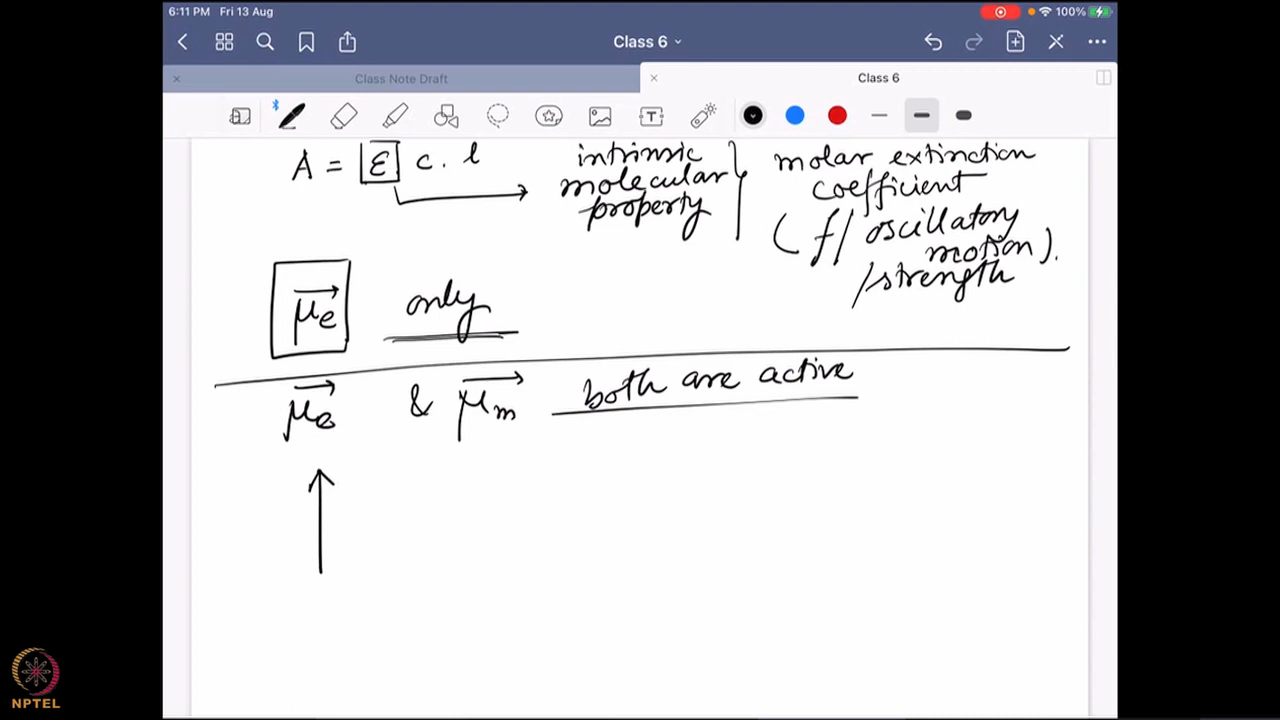 6:11 PM Fri 13 Aug
100%
Class 6
Class Note Draft
Class 6
T
A = ε c. l
intrinsic
molecular
property
molar extinction
coefficient
( f/ oscillatory
motion).
/strength
μe only
μe & μm both are active
NPTEL